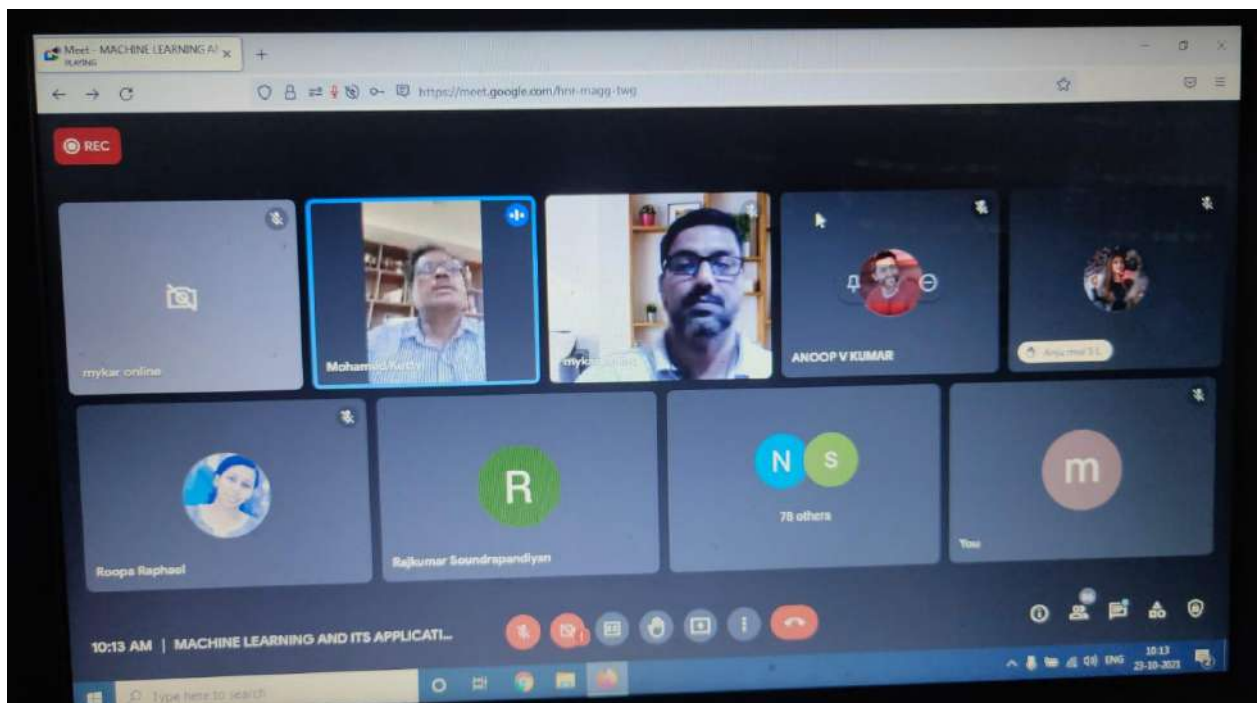 Meet - MACHINE LEARNING A
PLAYING
https://meet.google.com/hnr-magg-twg
REC
mykar online
Mohamed Kutty
ANOOP V KUMAR
Roopa Raphael
R
Rajkumar Soundrapandiyan
N S
78 others
m
You
10:13 AM | MACHINE LEARNING AND ITS APPLICATI...
Type here to search
ENG
10:13
23-10-2021